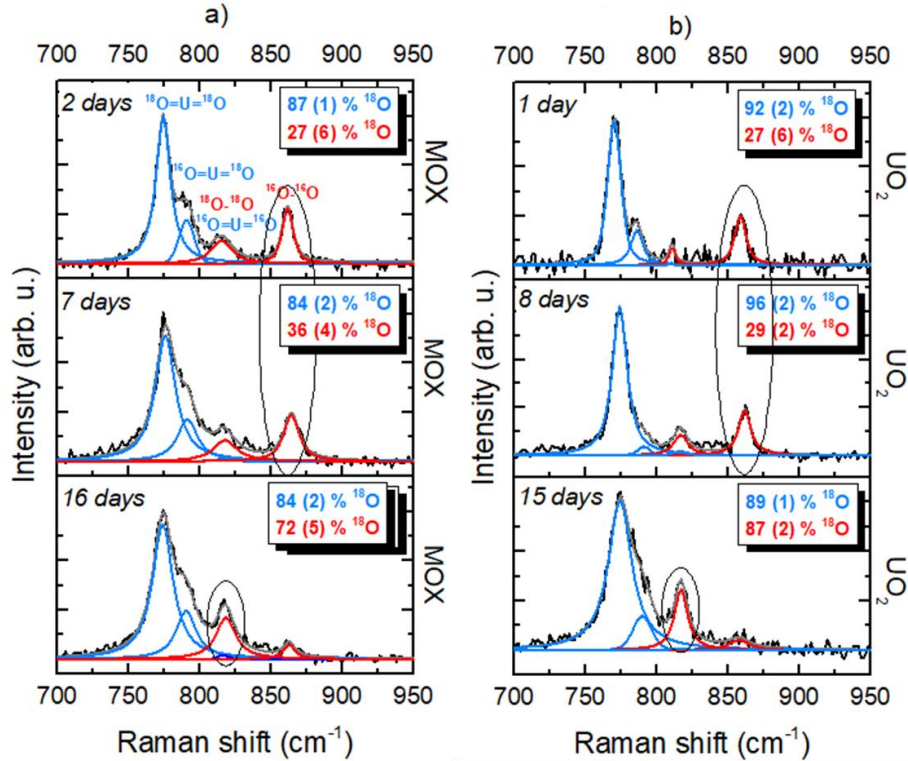 a)
700 750 800 850 900 950
2 days
87 (1) % ¹⁸O
27 (6) % ¹⁸O
¹⁸O=U=¹⁸O
¹⁶O=U=¹⁸O
¹⁸O-¹⁸O
¹⁶O-¹⁶O
¹⁶O=U=¹⁶O
MOX
7 days
84 (2) % ¹⁸O
36 (4) % ¹⁸O
MOX
16 days
84 (2) % ¹⁸O
72 (5) % ¹⁸O
MOX
Intensity (arb. u.)
700 750 800 850 900 950
Raman shift (cm⁻¹)
b)
700 750 800 850 900 950
1 day
92 (2) % ¹⁸O
27 (6) % ¹⁸O
UO₂
8 days
96 (2) % ¹⁸O
29 (2) % ¹⁸O
UO₂
15 days
89 (1) % ¹⁸O
87 (2) % ¹⁸O
UO₂
Intensity (arb. u.)
700 750 800 850 900 950
Raman shift (cm⁻¹)